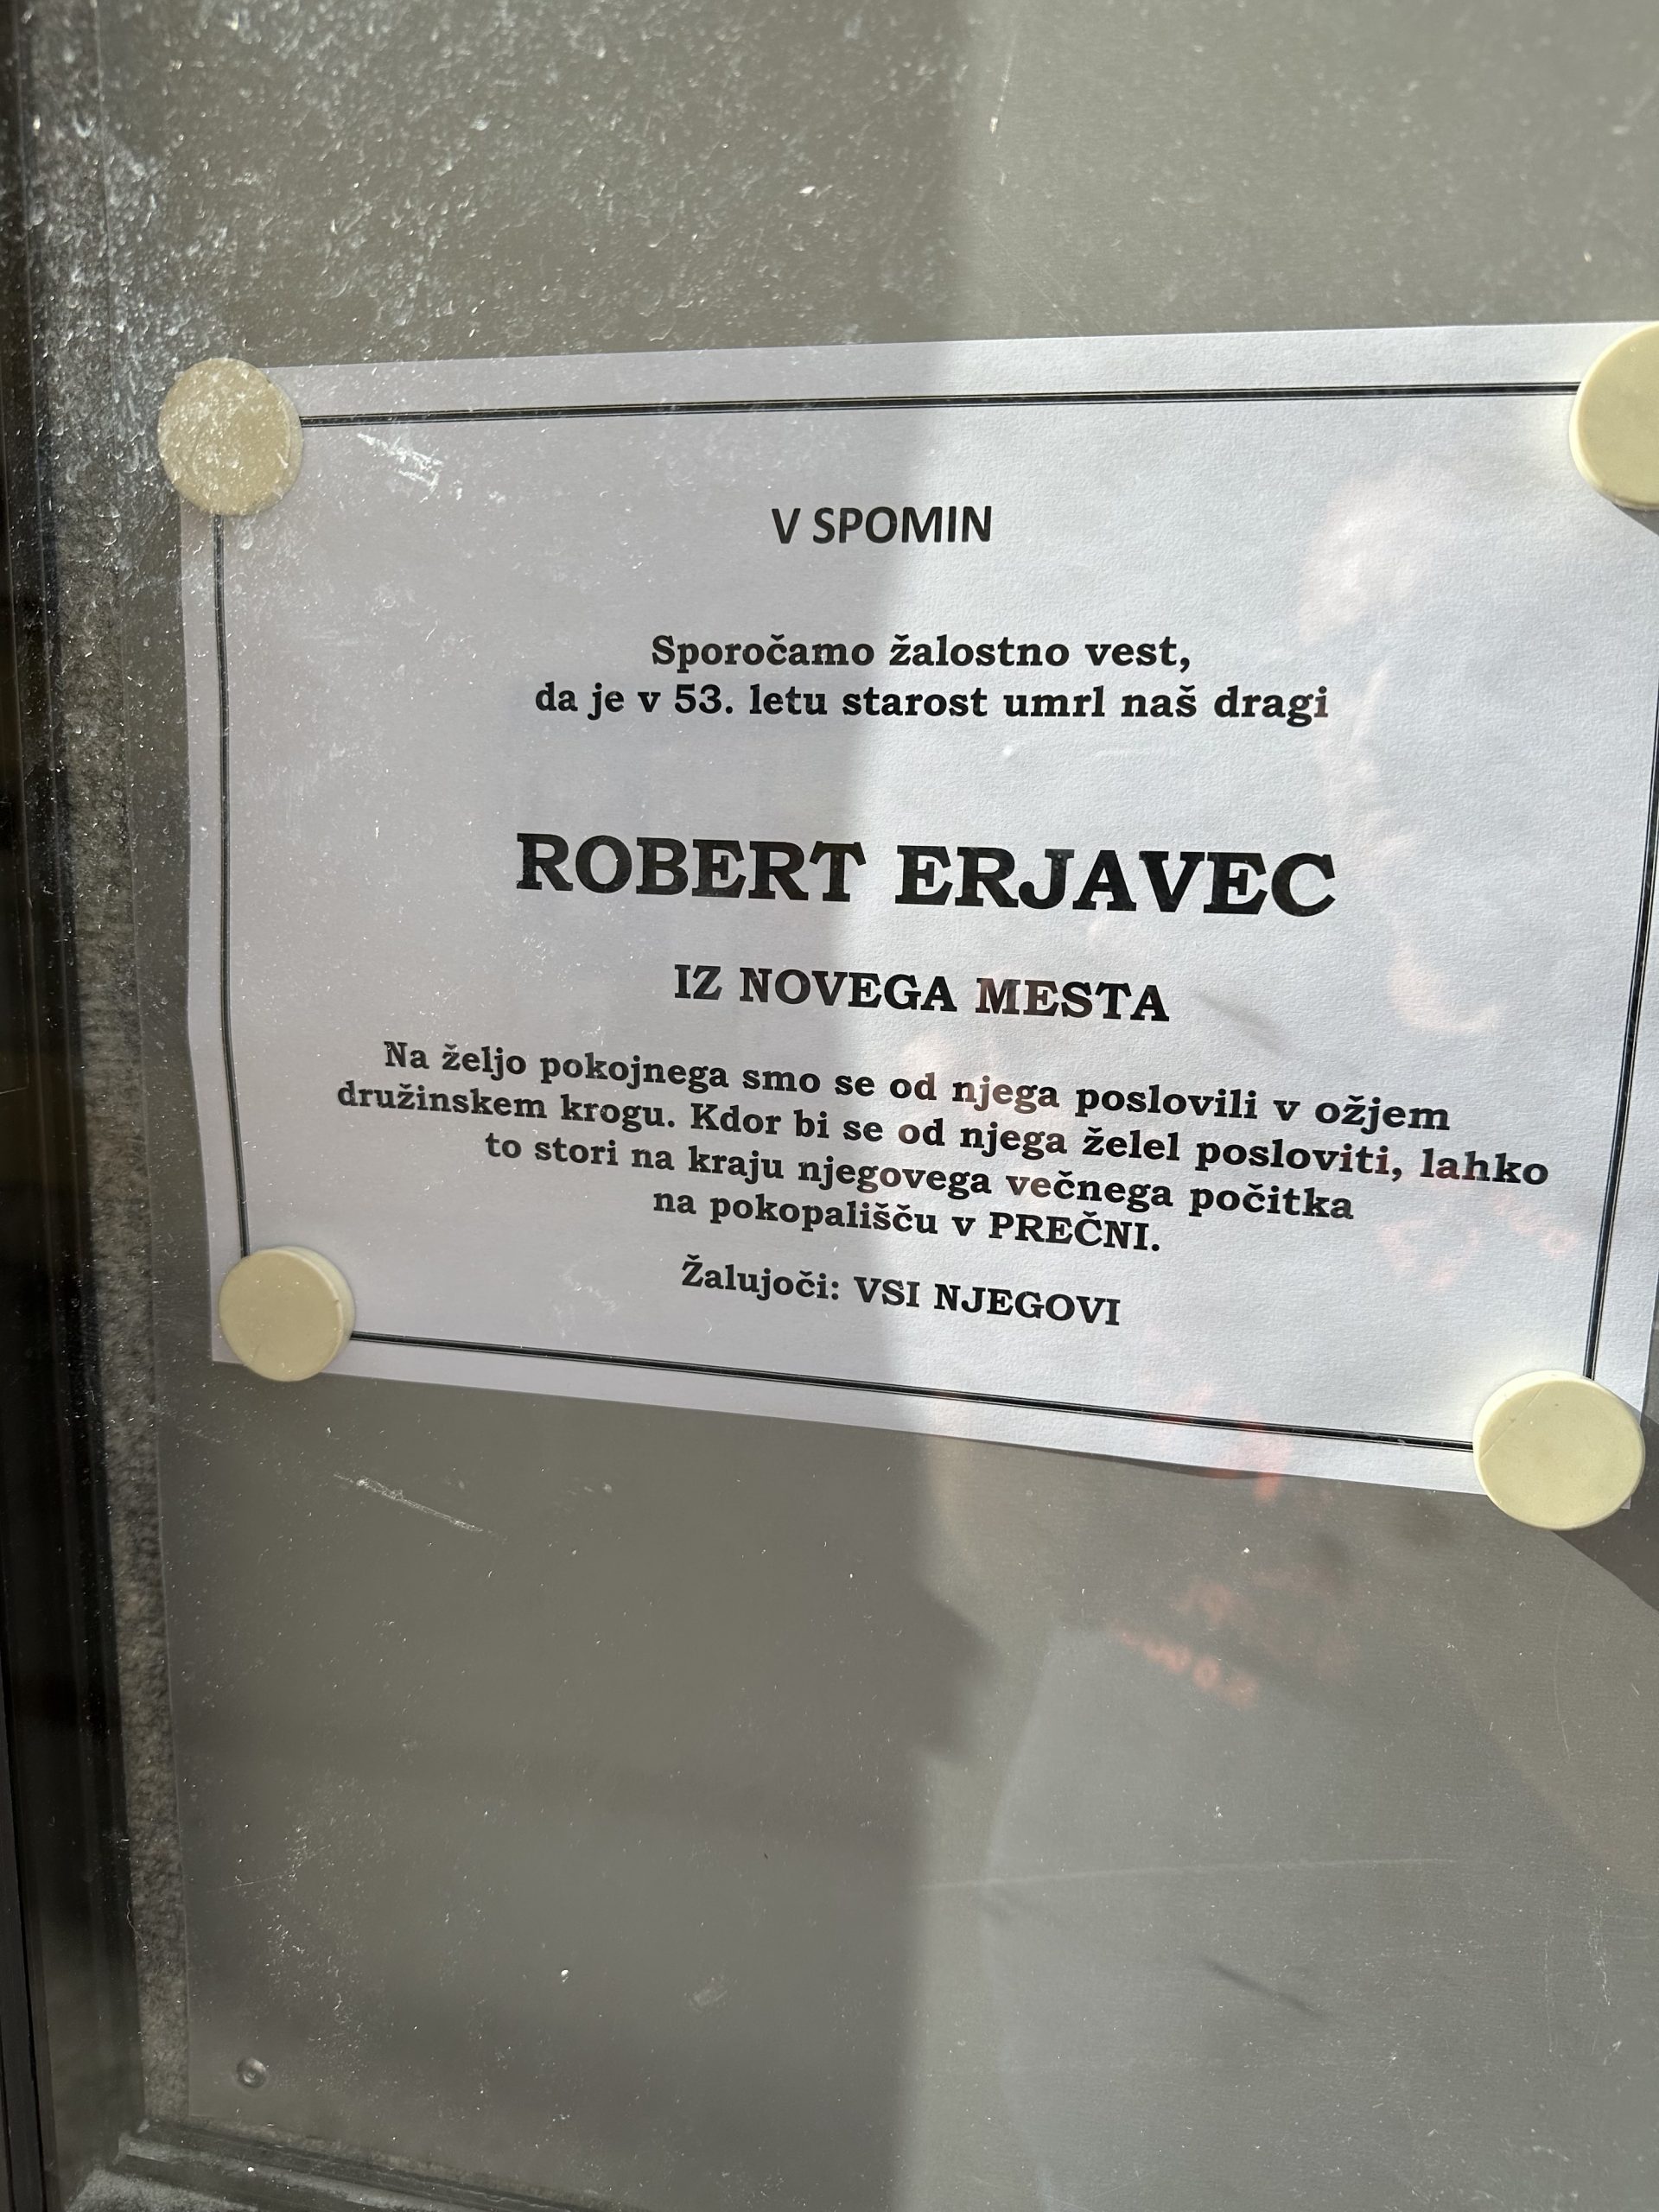 V SPOMIN
Sporočamo žalostno vest,
da je v 53. letu starost umrl naš dragi
ROBERT ERJAVEC
IZ NOVEGA MESTA
Na željo pokojnega smo se od njega poslovili v ožjem
družinskem krogu. Kdor bi se od njega želel posloviti, lahko
to stori na kraju njegovega večnega počitka
na pokopališču v PREČNI.
Žalujoči: VSI NJEGOVI